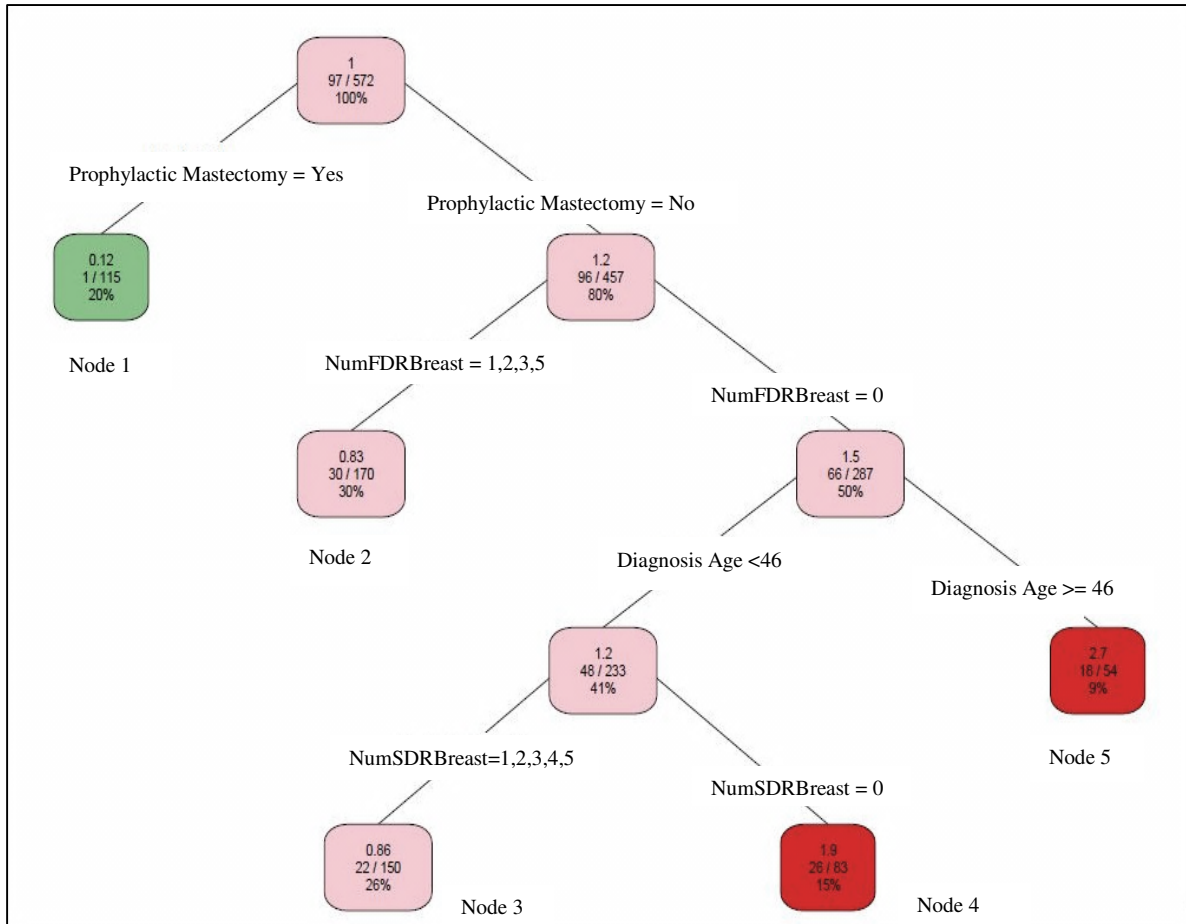 1
97 / 572
100%
Prophylactic Mastectomy = Yes
Prophylactic Mastectomy = No
0.12
1 / 115
20%
Node 1
1.2
96 / 457
80%
NumFDRBreast = 1,2,3,5
NumFDRBreast = 0
0.83
30 / 170
30%
Node 2
1.5
66 / 287
50%
Diagnosis Age <46
Diagnosis Age >= 46
1.2
48 / 233
41%
2.7
18 / 54
9%
Node 5
NumSDRBreast=1,2,3,4,5
NumSDRBreast = 0
0.86
22 / 150
26%
Node 3
1.9
26 / 83
15%
Node 4